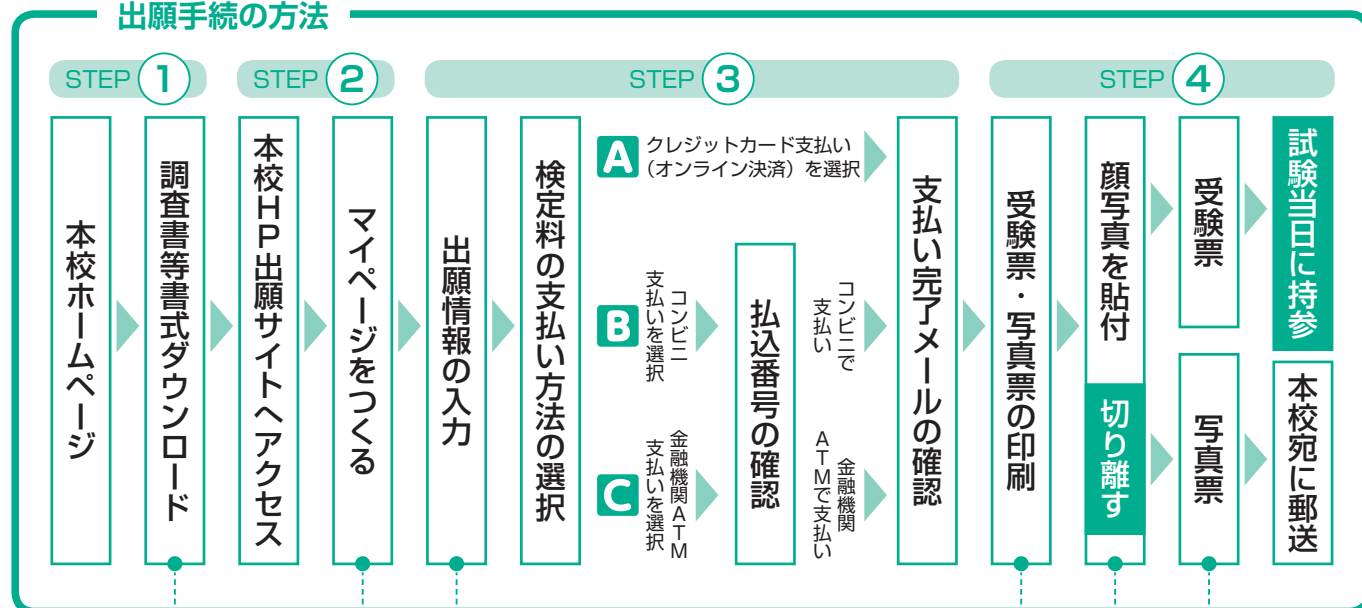 出願手続の方法
STEP 1
STEP 2
STEP 3
STEP 4
本校ホームページ
調査書等書式ダウンロード
本校HP出願サイトへアクセス
マイページをつくる
出願情報の入力
検定料の支払い方法の選択
A
クレジットカード支払い
（オンライン決済）を選択
B
コンビニ
支払いを選択
C
金融機関ATM
支払いを選択
払込番号の確認
コンビニで
支払い
金融機関
ATMで支払い
支払い完了メールの確認
受験票・写真票の印刷
顔写真を貼付
切り離す
受験票
試験当日に持参
写真票
本校宛に郵送